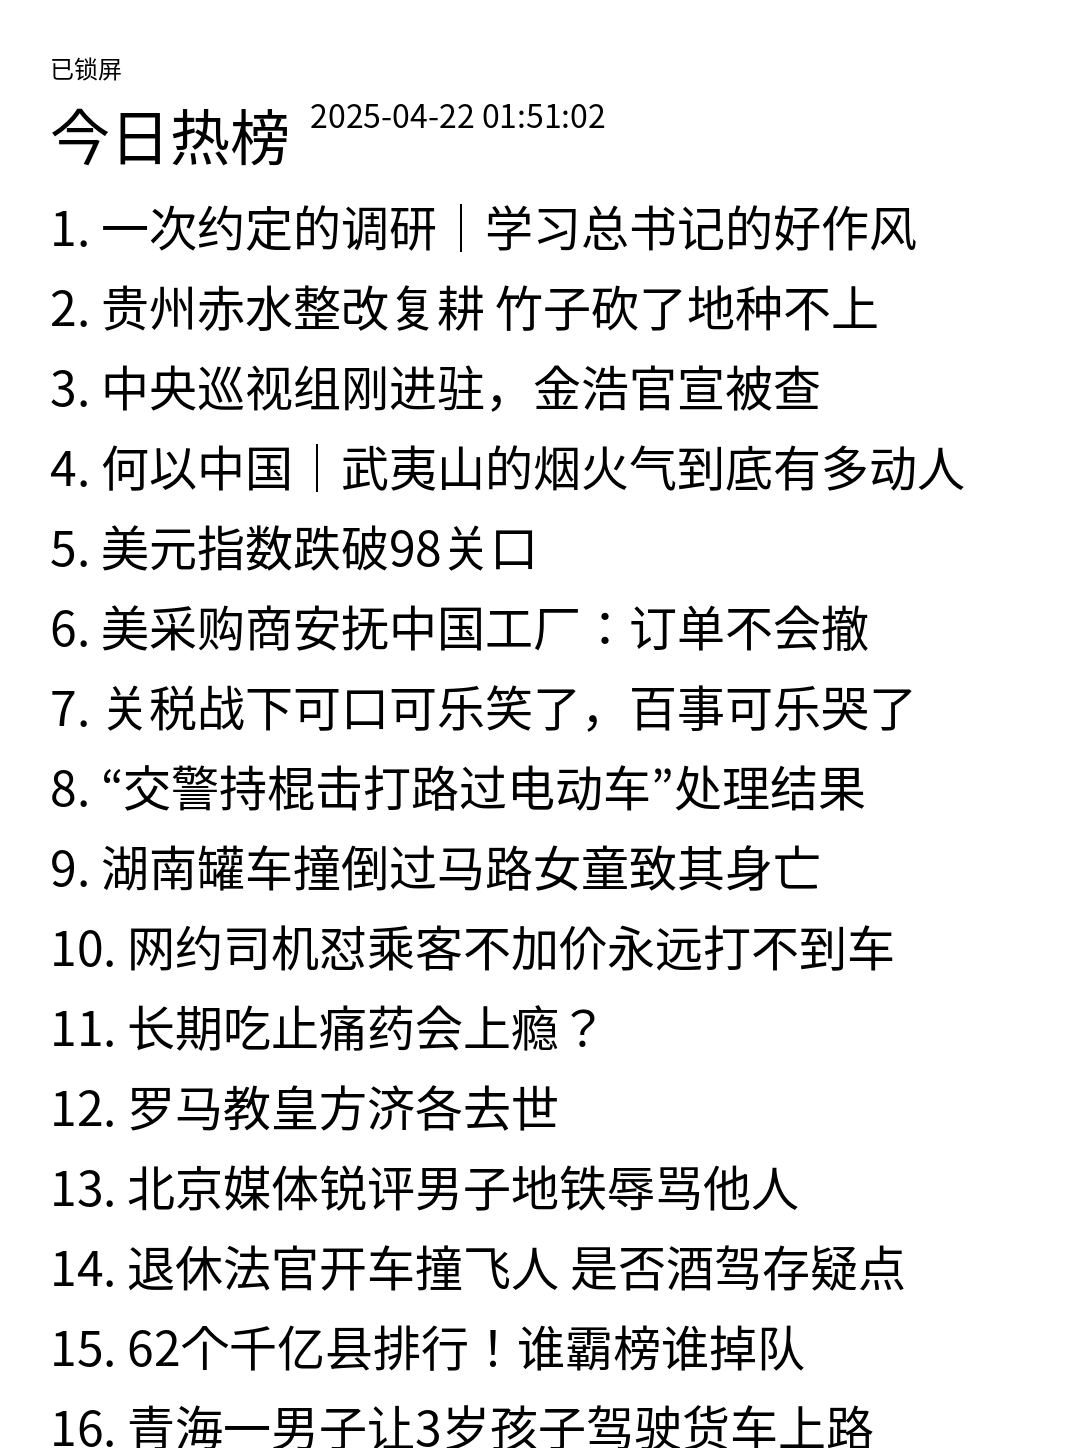 已锁屏
今日热榜 2025-04-22 01:51:02
1. 一次约定的调研｜学习总书记的好作风
2. 贵州赤水整改复耕 竹子砍了地种不上
3. 中央巡视组刚进驻，金浩官宣被查
4. 何以中国｜武夷山的烟火气到底有多动人
5. 美元指数跌破98关口
6. 美采购商安抚中国工厂：订单不会撤
7. 关税战下可口可乐笑了，百事可乐哭了
8. “交警持棍击打路过电动车”处理结果
9. 湖南罐车撞倒过马路女童致其身亡
10. 网约司机怼乘客不加价永远打不到车
11. 长期吃止痛药会上瘾？
12. 罗马教皇方济各去世
13. 北京媒体锐评男子地铁辱骂他人
14. 退休法官开车撞飞人 是否酒驾存疑点
15. 62个千亿县排行！谁霸榜谁掉队
16. 青海一男子让3岁孩子驾驶货车上路